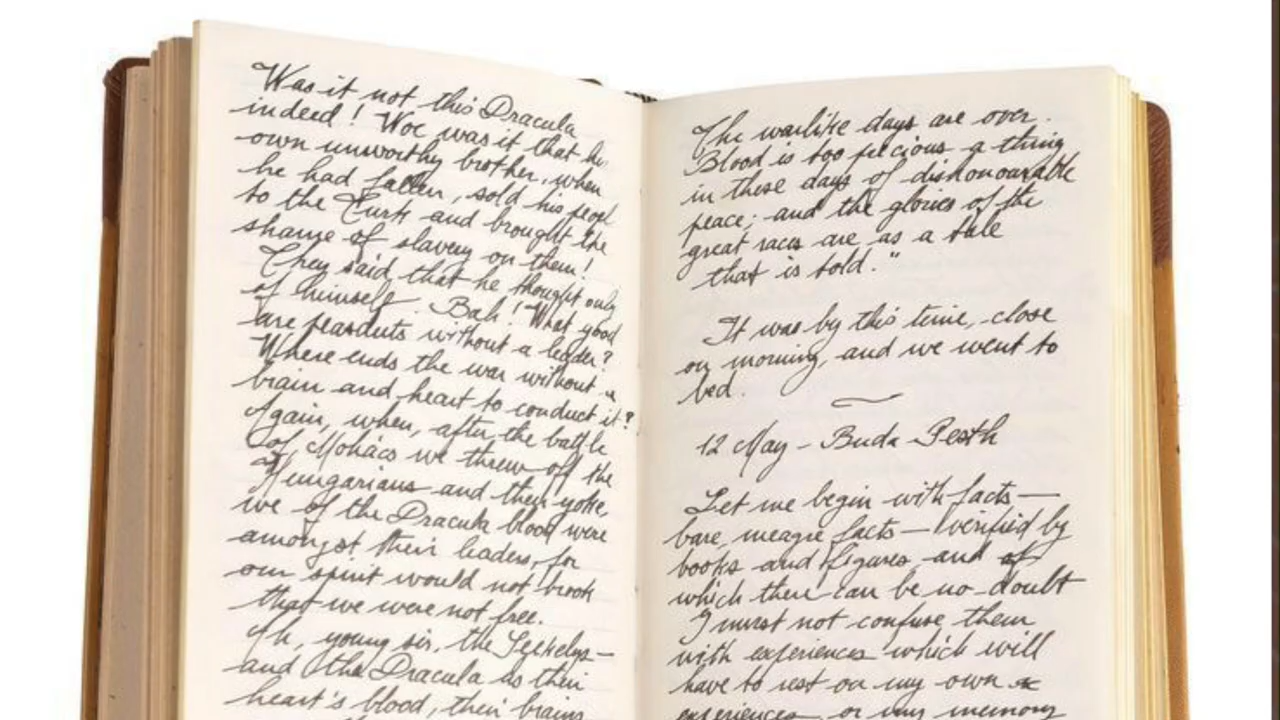 Was it not this Dracula
indeed! Woe was it that his
own unworthy brother, when
he had fallen, sold his peopl
to the Turk and brought the
shame of slavery on them!
They said that he thought only
of himself. Bah! What good
are peasduts without a leader?
Where ends the war without a
brain and heart to conduct it?
Again, when, after the battle
of Mohács we threw off the
Hungarians and their yoke
we of the Dracula blood were
amongst their leaders, for
our spirit would not brook
that we were not free.
Ah, young sir, the Szekelys—
and the Dracula as their
heart's blood, their brains
The warlike days are over.
Blood is too precious a thing
in these days of dishonourable
peace; and the glories of the
great races are as a tale
that is told."
It was by this time, close
on morning, and we went to
bed.
12 May - Buda-Pesth
Let me begin with facts—
bare, meagre facts—verified by
books and figures, and of
which there can be no doubt
I must not confuse them
with experiences which will
have to rest on my own
experiences, or my memory